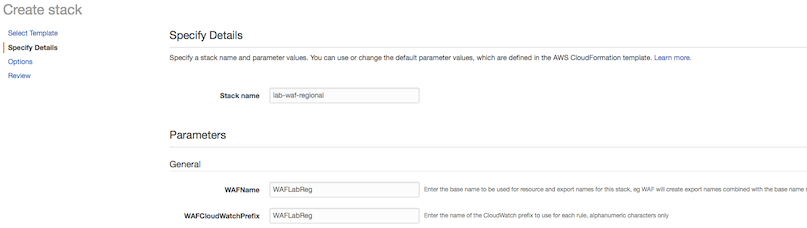 Create stack
Select Template
Specify Details
Options
Review
Specify Details
Specify a stack name and parameter values. You can use or change the default parameter values, which are defined in the AWS CloudFormation template. Learn more.
Stack name lab-waf-regional
Parameters
General
WAFName WAFLabReg Enter the base name to be used for resource and export names for this stack, eg WAF will create export names combined with the base name
WAFCloudWatchPrefix WAFLabReg Enter the name of the CloudWatch prefix to use for each rule, alphanumeric characters only